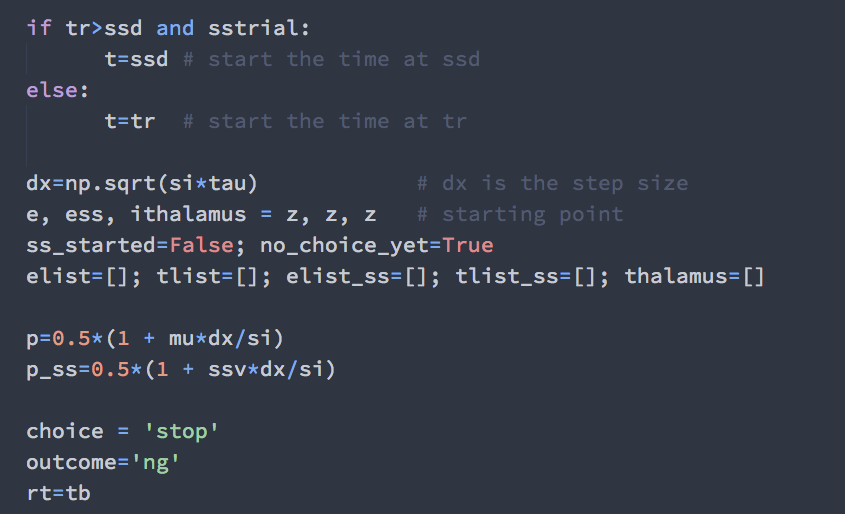 if tr>ssd and sstrial:
t=ssd # start the time at ssd
else:
t=tr # start the time at tr
dx=np.sqrt(si*tau) # dx is the step size
e, ess, ithalamus = z, z, z # starting point
ss_started=False; no_choice_yet=True
elist=[]; tlist=[]; elist_ss=[]; tlist_ss=[]; thalamus=[]
p=0.5*(1 + mu*dx/si)
p_ss=0.5*(1 + ssv*dx/si)
choice = 'stop'
outcome='ng'
rt=tb